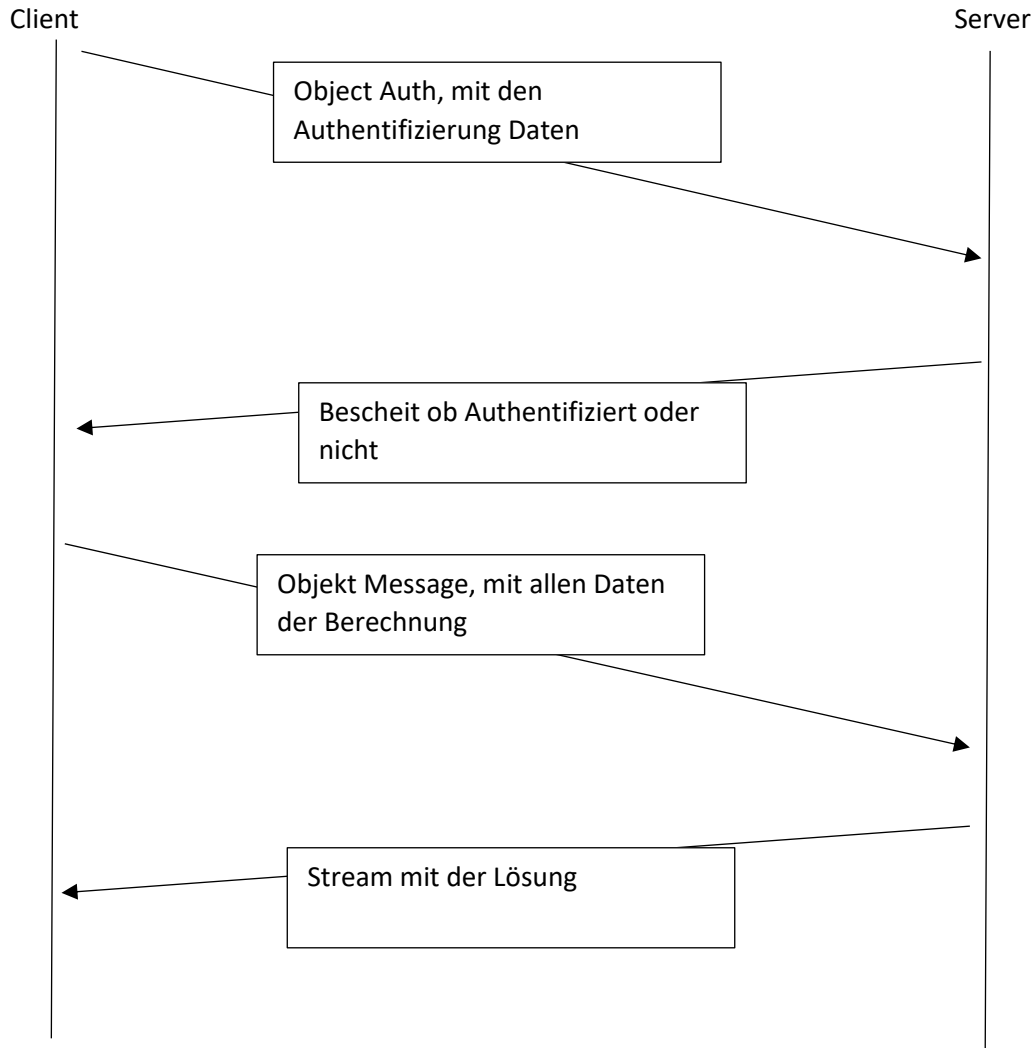 Client
Server
Object Auth, mit den
Authentifizierung Daten
Bescheit ob Authentifiziert oder
nicht
Objekt Message, mit allen Daten
der Berechnung
Stream mit der Lösung